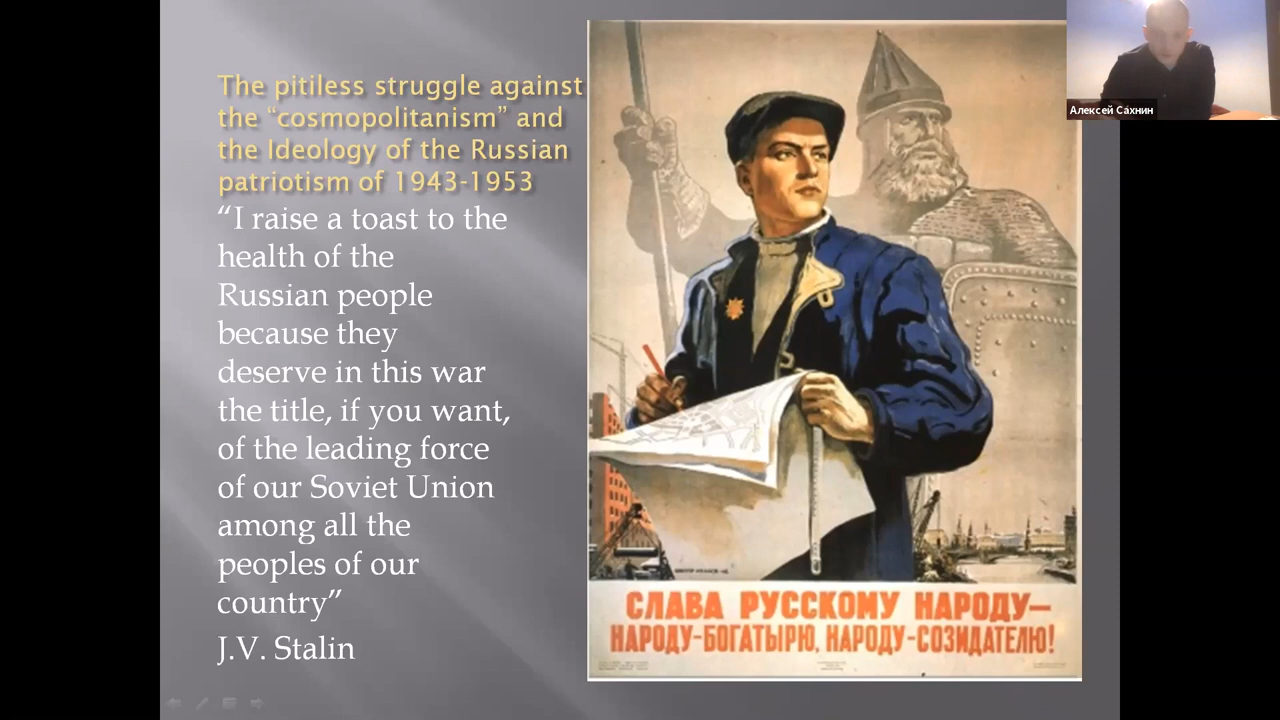 The pitiless struggle against
the “cosmopolitanism” and
the Ideology of the Russian
patriotism of 1943-1953
“I raise a toast to the
health of the
Russian people
because they
deserve in this war
the title, if you want,
of the leading force
of our Soviet Union
among all the
peoples of our
country”
J.V. Stalin
СЛАВА РУССКОМУ НАРОДУ—
НАРОДУ-БОГАТЫРЮ, НАРОДУ-СОЗИДАТЕЛЮ!
Алексей Сахнин